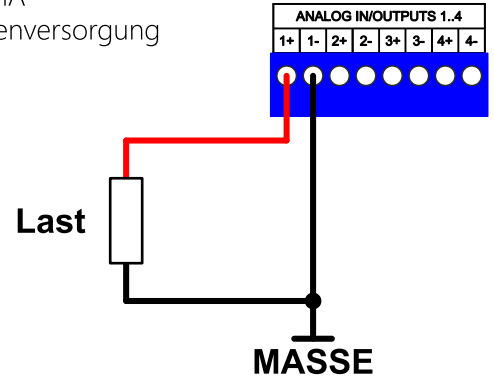 enversorgung
ANALOG IN/OUTPUTS 1..4
1+ 1- 2+ 2- 3+ 3- 4+ 4-
Last
MASSE